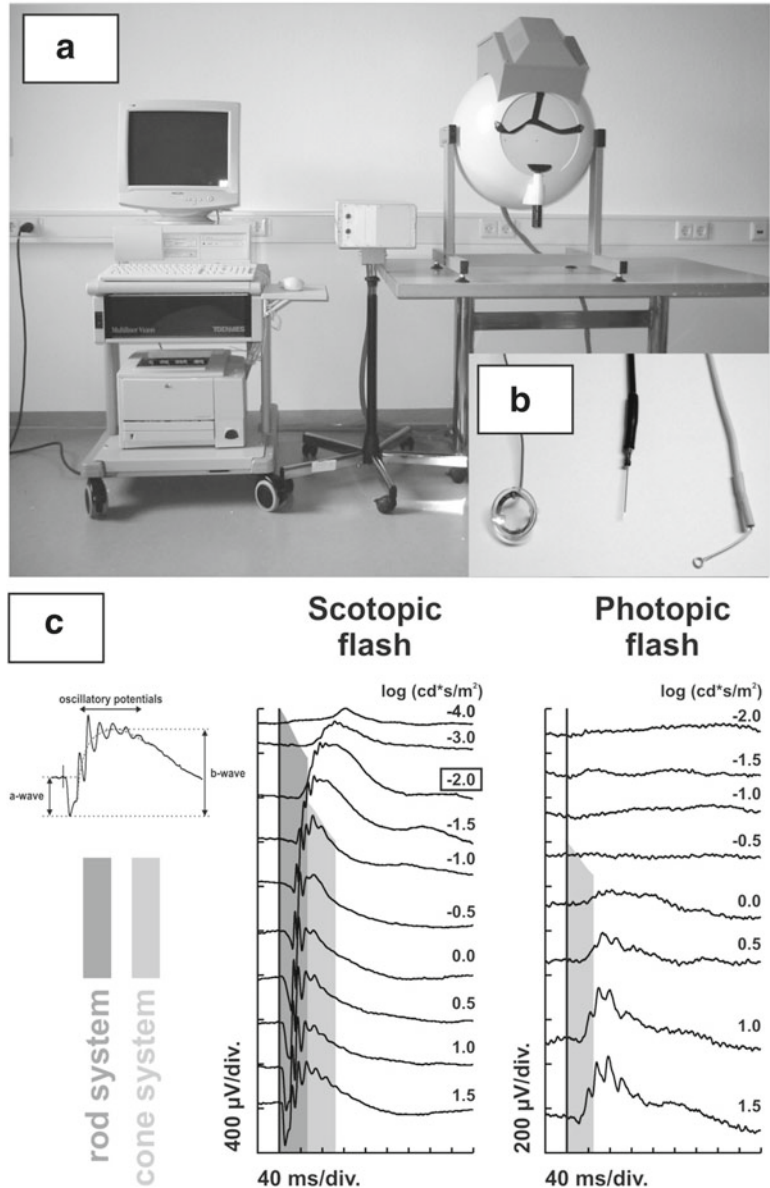 a
Multiliner Vision
TOENNIES
b
c
Scotopic
flash
Photopic
flash
oscillatory potentials
a-wave
b-wave
rod system
cone system
log (cd*s/m²)
-4.0
-3.0
-2.0
-1.5
-1.0
-0.5
0.0
0.5
1.0
1.5
400 µV/div.
40 ms/div.
log (cd*s/m²)
-2.0
-1.5
-1.0
-0.5
0.0
0.5
1.0
1.5
200 µV/div.
40 ms/div.